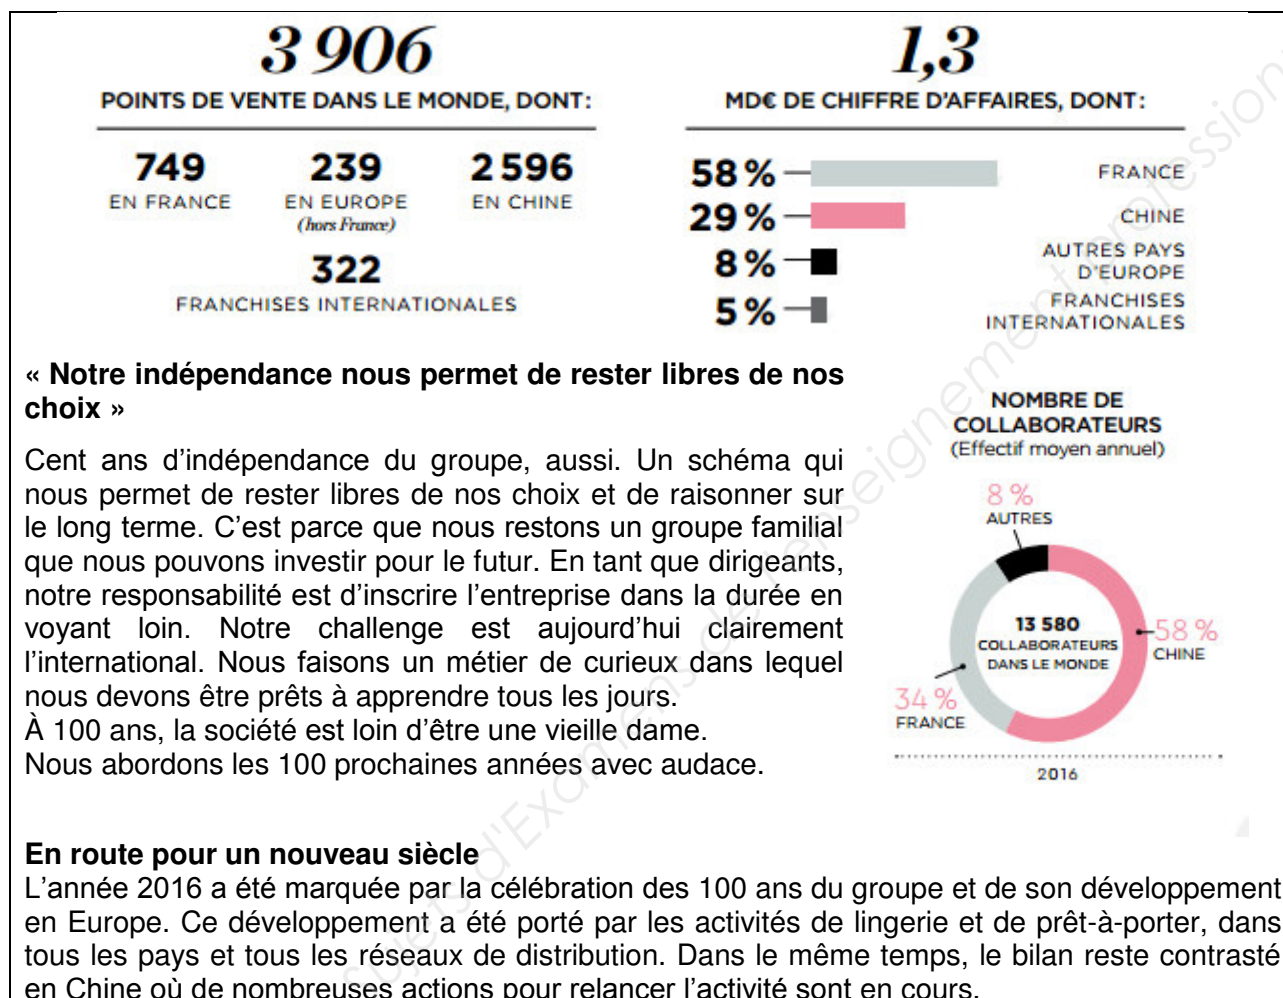 3 906
POINTS DE VENTE DANS LE MONDE, DONT :
749
EN FRANCE
239
EN EUROPE
(hors France)
2 596
EN CHINE
322
FRANCHISES INTERNATIONALES
1,3
MD€ DE CHIFFRE D'AFFAIRES, DONT :
58 % FRANCE
29 % CHINE
8 % AUTRES PAYS
D'EUROPE
5 % FRANCHISES
INTERNATIONALES
« Notre indépendance nous permet de rester libres de nos
choix »
Cent ans d’indépendance du groupe, aussi. Un schéma qui
nous permet de rester libres de nos choix et de raisonner sur
le long terme. C’est parce que nous restons un groupe familial
que nous pouvons investir pour le futur. En tant que dirigeants,
notre responsabilité est d’inscrire l’entreprise dans la durée en
voyant loin. Notre challenge est aujourd’hui clairement
l’international. Nous faisons un métier de curieux dans lequel
nous devons être prêts à apprendre tous les jours.
À 100 ans, la société est loin d’être une vieille dame.
Nous abordons les 100 prochaines années avec audace.
NOMBRE DE
COLLABORATEURS
(Effectif moyen annuel)
8 %
AUTRES
13 580
COLLABORATEURS
DANS LE MONDE
58 %
CHINE
34 %
FRANCE
2016
En route pour un nouveau siècle
L’année 2016 a été marquée par la célébration des 100 ans du groupe et de son développement
en Europe. Ce développement a été porté par les activités de lingerie et de prêt-à-porter, dans
tous les pays et tous les réseaux de distribution. Dans le même temps, le bilan reste contrasté
en Chine où de nombreuses actions pour relancer l’activité sont en cours.
Sujets d'Examens de l'enseignement profession